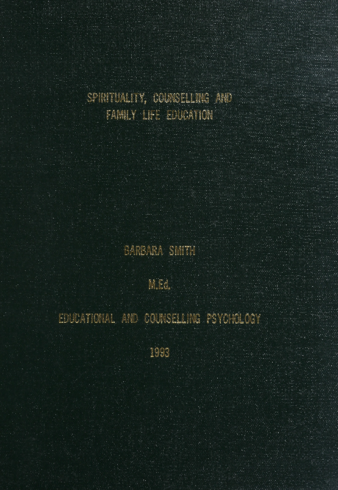 SPIRITUALITY, COUNSELLING AND
FAMILY LIFE EDUCATION
BARBARA SMITH
M.Ed.
EDUCATIONAL AND COUNSELLING PSYCHOLOGY
1993